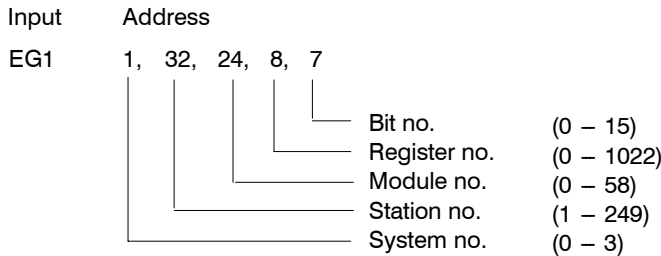 Input Address
EG1 1, 32, 24, 8, 7
Bit no. (0 – 15)
Register no. (0 – 1022)
Module no. (0 – 58)
Station no. (1 – 249)
System no. (0 – 3)